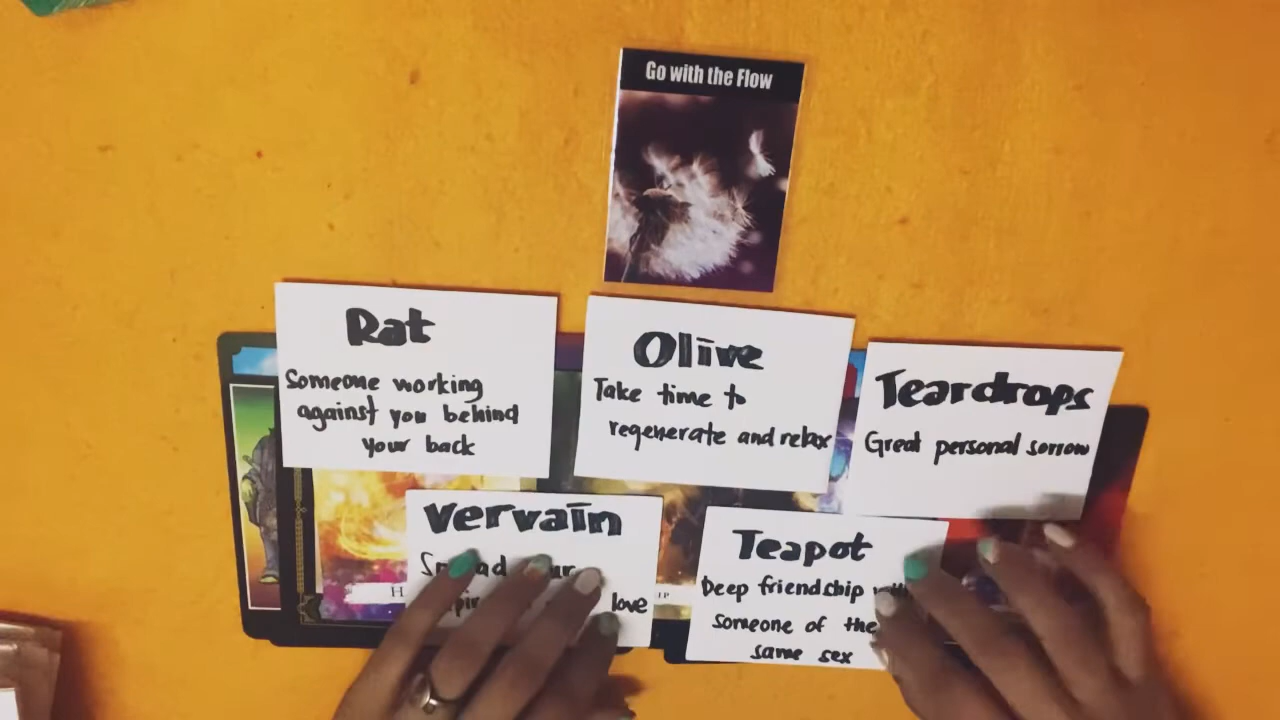 Go with the Flow
Rat
Someone working
against you behind
your back
Olive
Take time to
regenerate and relax
Teardrops
Great personal sorrow
Vervain
love
Teapot
Deep friendship
someone of the
same sex